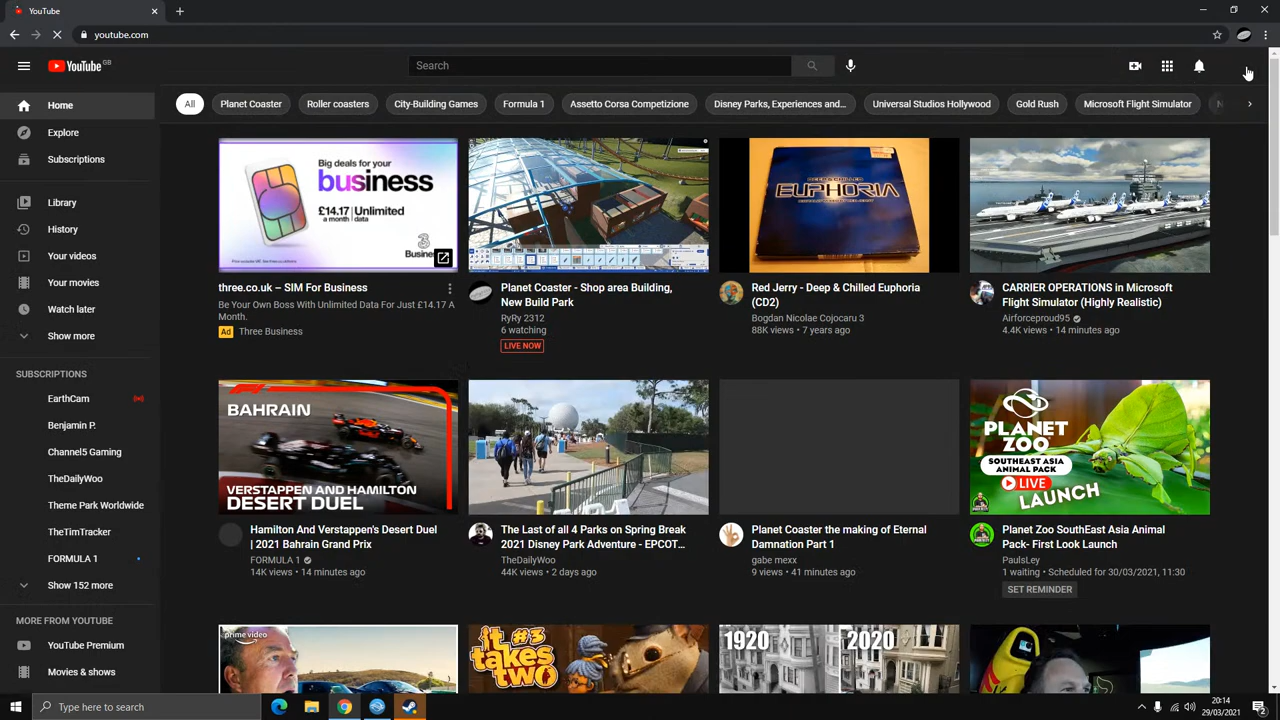 YouTube
youtube.com
YouTube GB
Search
All
Planet Coaster
Roller coasters
City-Building Games
Formula 1
Assetto Corsa Competizione
Disney Parks, Experiences and...
Universal Studios Hollywood
Gold Rush
Microsoft Flight Simulator
Home
Explore
Subscriptions
Library
History
Your videos
Your movies
Watch later
Show more
SUBSCRIPTIONS
EarthCam
Benjamin P.
Channel5 Gaming
TheDailyWoo
Theme Park Worldwide
TheTimTracker
FORMULA 1
Show 152 more
MORE FROM YOUTUBE
YouTube Premium
Movies & shows
Big deals for your
business
£14.17 Unlimited
a month data
3
Business
three.co.uk – SIM For Business
Be Your Own Boss With Unlimited Data For Just £14.17 A
Month.
Ad Three Business
Planet Coaster - Shop area Building,
New Build Park
RyRy 2312
6 watching
LIVE NOW
EUPHORIA
Red Jerry - Deep & Chilled Euphoria
(CD2)
Bogdan Nicolae Cojocaru 3
88K views • 7 years ago
CARRIER OPERATIONS in Microsoft
Flight Simulator (Highly Realistic)
Airforceproud95
4.4K views • 14 minutes ago
BAHRAIN
VERSTAPPEN AND HAMILTON
DESERT DUEL
Hamilton And Verstappen's Desert Duel
| 2021 Bahrain Grand Prix
FORMULA 1
14K views • 14 minutes ago
The Last of all 4 Parks on Spring Break
2021 Disney Park Adventure - EPCOT...
TheDailyWoo
44K views • 2 days ago
Planet Coaster the making of Eternal
Damnation Part 1
gabe mexx
9 views • 41 minutes ago
PLANET
ZOO
SOUTHEAST ASIA
ANIMAL PACK
LIVE
LAUNCH
Planet Zoo SouthEast Asia Animal
Pack- First Look Launch
PaulsLey
1 waiting • Scheduled for 30/03/2021, 11:30
SET REMINDER
prime video
it #3
takes
two
1920
2020
Type here to search
20:14
29/03/2021
2